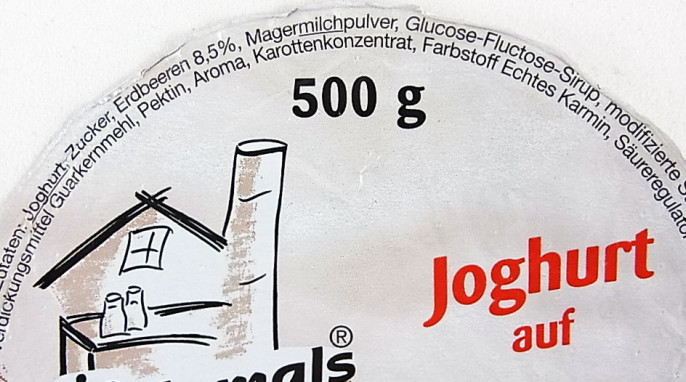 Zutaten: Joghurt, Zucker, Erdbeeren 8,5%, Magermilchpulver, Glucose-Fluctose-Sirup, modifizierte
Verdickungsmittel Guarkernmehl, Pektin, Aroma, Karottenkonzentrat, Farbstoff Echtes Karmin, Säureregulator
500 g
Joghurt
auf
®